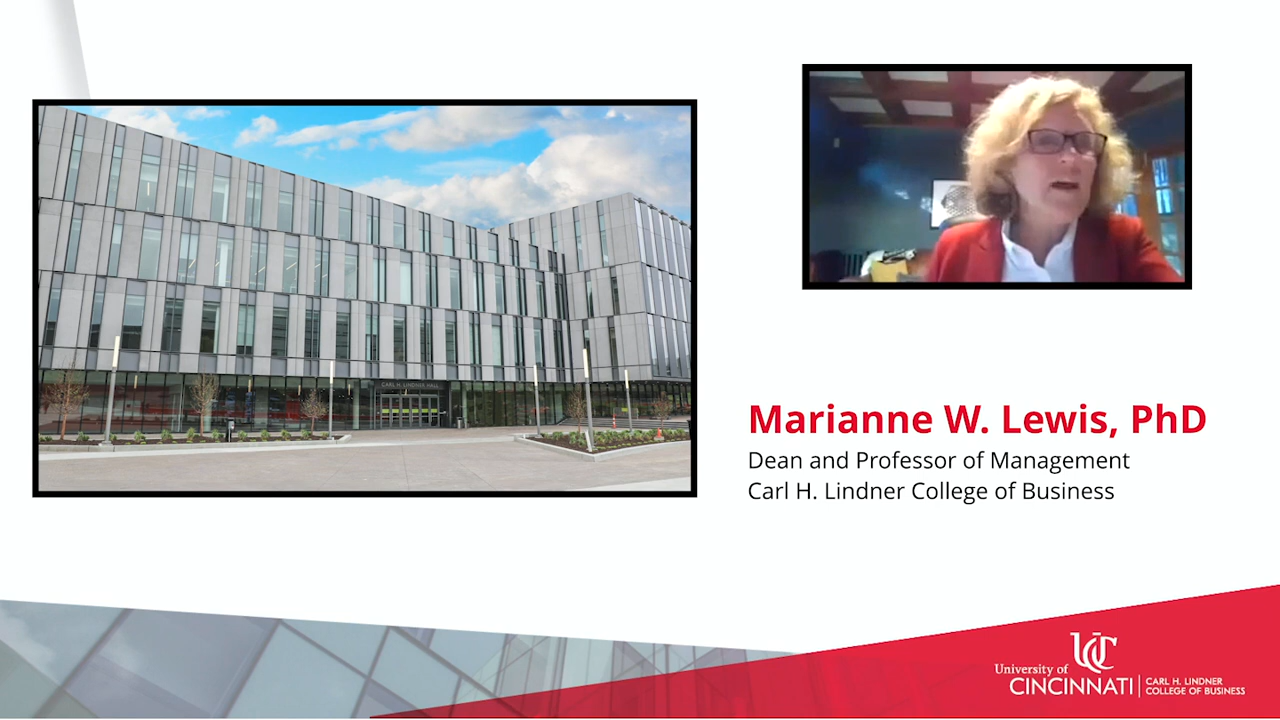 CARL H. LINDNER HALL
Marianne W. Lewis, PhD
Dean and Professor of Management
Carl H. Lindner College of Business
UC
University of
CINCINNATI
CARL H. LINDNER
COLLEGE OF BUSINESS